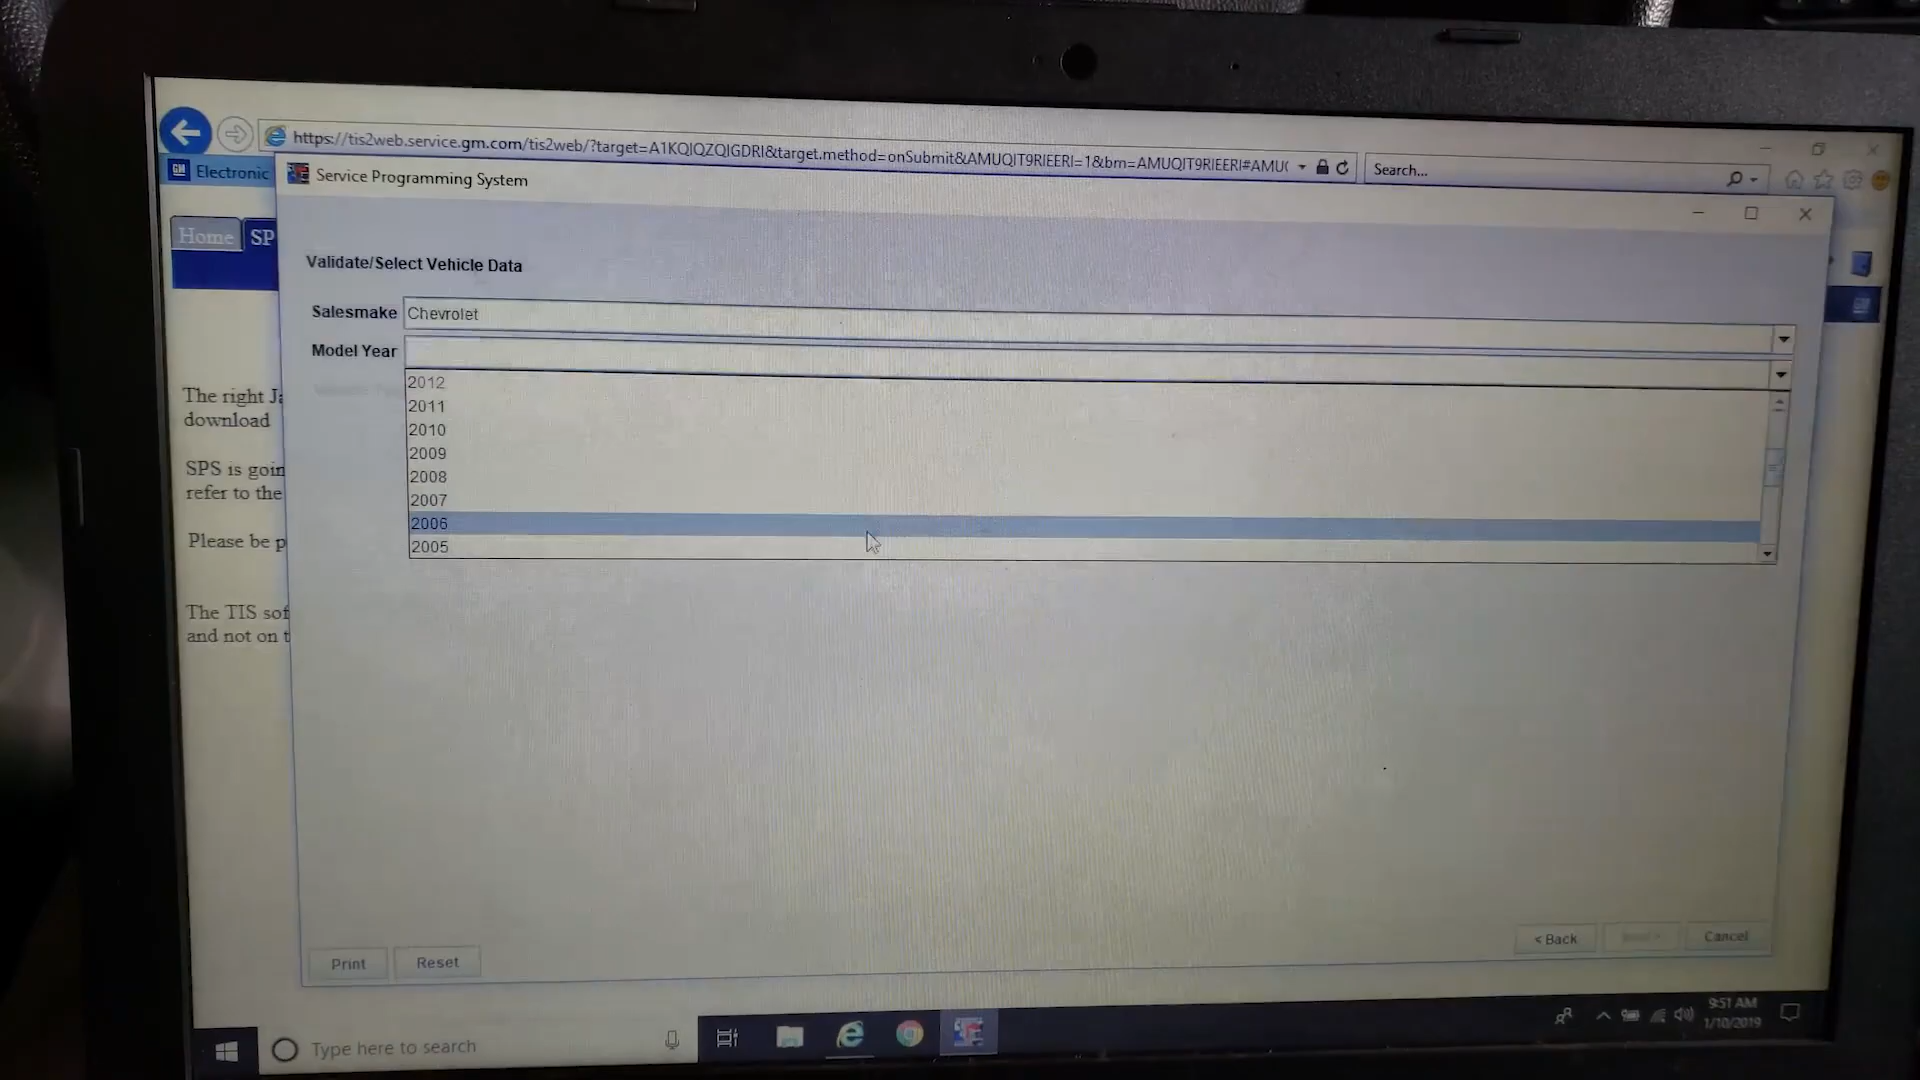 https://tis2web.service.gm.com/tis2web/?target=A1KQIQZQIGDRI&target.method=onSubmit&AMUQIT9RIEERI=1&bm=AMUQIT9RIEERI#AMU
Search...
GM Electronic
Service Programming System
Home SP
Validate/Select Vehicle Data
Salesmake Chevrolet
Model Year
2012
2011
2010
2009
2008
2007
2006
2005
The right Ja
download
SPS is goin
refer to the
Please be p
The TIS sof
and not on t
Print Reset
< Back
Cancel
Type here to search
9:51 AM
1/10/2019